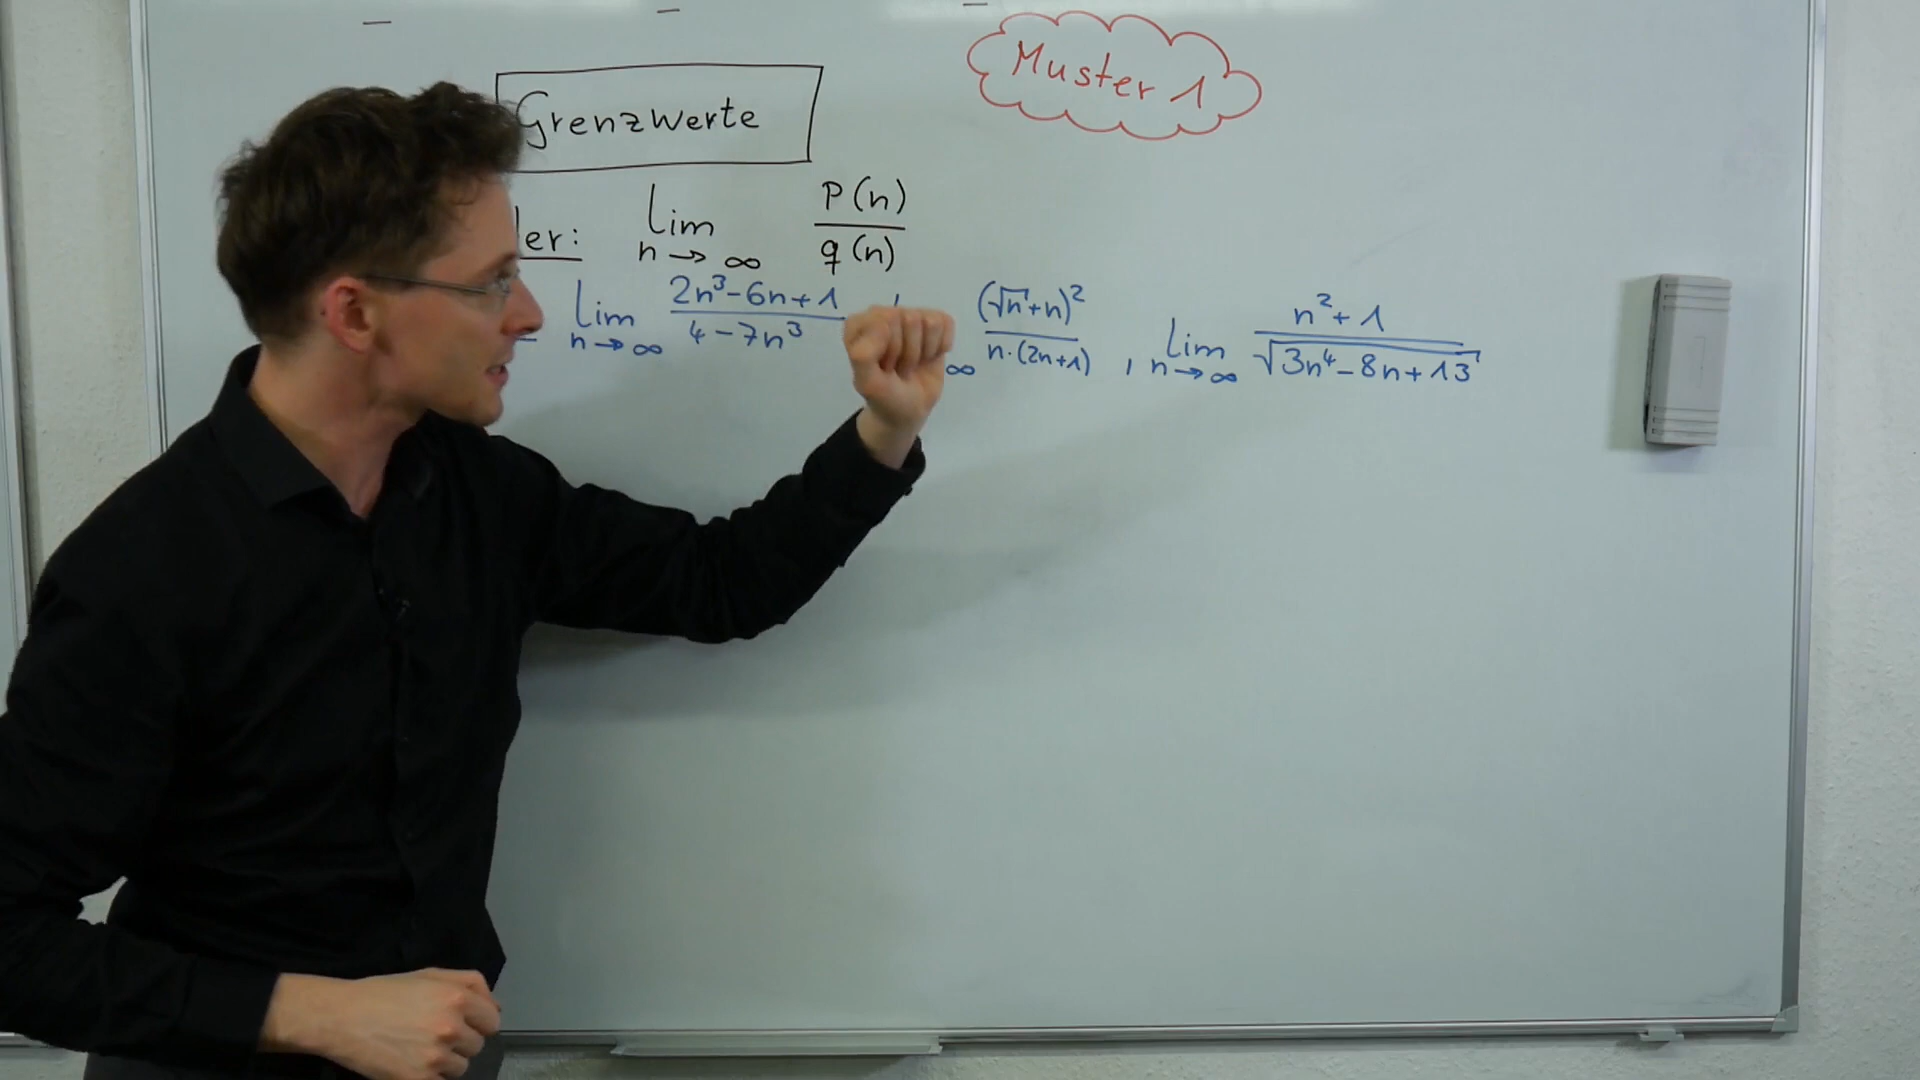 Muster 1
Grenzwerte
er: lim n→∞ p(n)/q(n)
lim n→∞ (2n³-6n+1)/(4-7n³) , ∞ (√n+n)²/(n·(2n+1)) , lim n→∞ (n²+1)/√(3n⁴-8n+13)